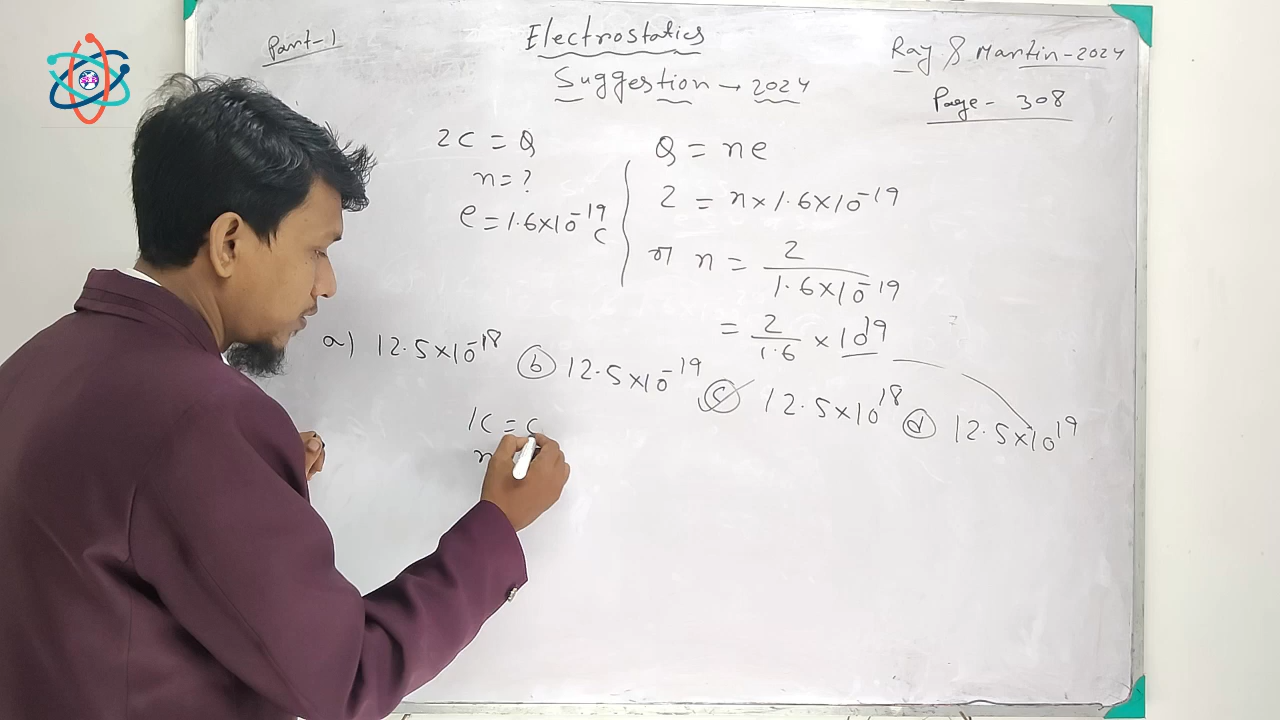 Part-1
Electrostatics
Suggestion → 2024
Ray & Martin-2024
Page - 308
2C = Q
n = ?
e = 1.6×10⁻¹⁹ C
Q = ne
2 = n×1.6×10⁻¹⁹
n = 2 / 1.6×10⁻¹⁹
= 2/1.6 × 10¹⁹
a) 12.5×10⁻¹⁸ (b) 12.5×10⁻¹⁹ (c) 12.5×10¹⁸ (d) 12.5×10¹⁹
1C =
n